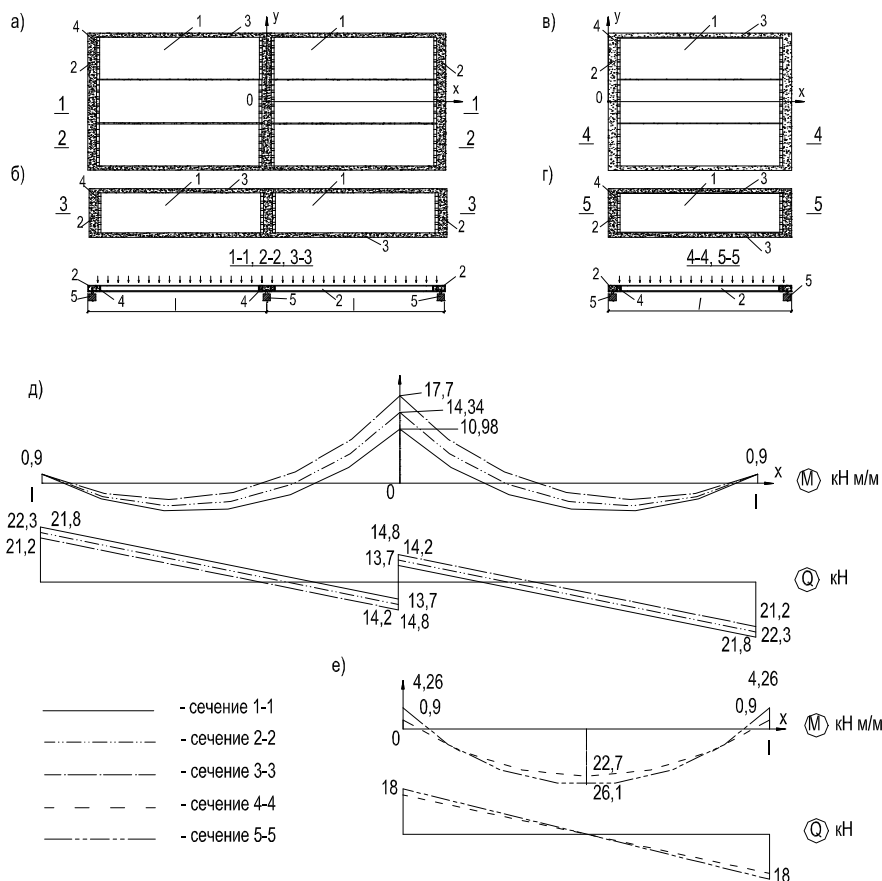 а)
4
1
3
y
1
2
2
0
x
1
1
2
2
в)
4
y
1
3
2
0
x
4
4
б)
4
1
3
1
3
3
2
2
3
г)
4
1
3
5
5
2
3
1-1, 2-2, 3-3
2
2
5
4
4
5
2
5
l
l
4-4, 5-5
2
5
4
2
5
l
д)
17,7
14,34
10,98
0,9
0,9
0
x
M кН м/м
l
l
22,3
21,8
21,2
14,8
14,2
13,7
Q кН
13,7
14,2
14,8
21,2
22,3
21,8
е)
4,26
4,26
0,9
0,9
0
x
M кН м/м
l
22,7
26,1
18
Q кН
18
- сечение 1-1
- сечение 2-2
- сечение 3-3
- сечение 4-4
- сечение 5-5